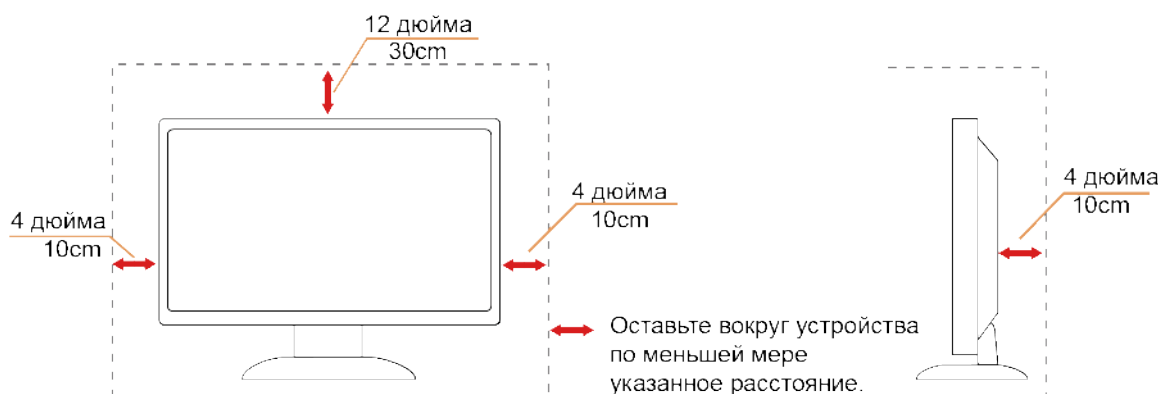 12 дюйма
30cm
4 дюйма
10cm
4 дюйма
10cm
4 дюйма
10cm
Оставьте вокруг устройства
по меньшей мере
указанное расстояние.